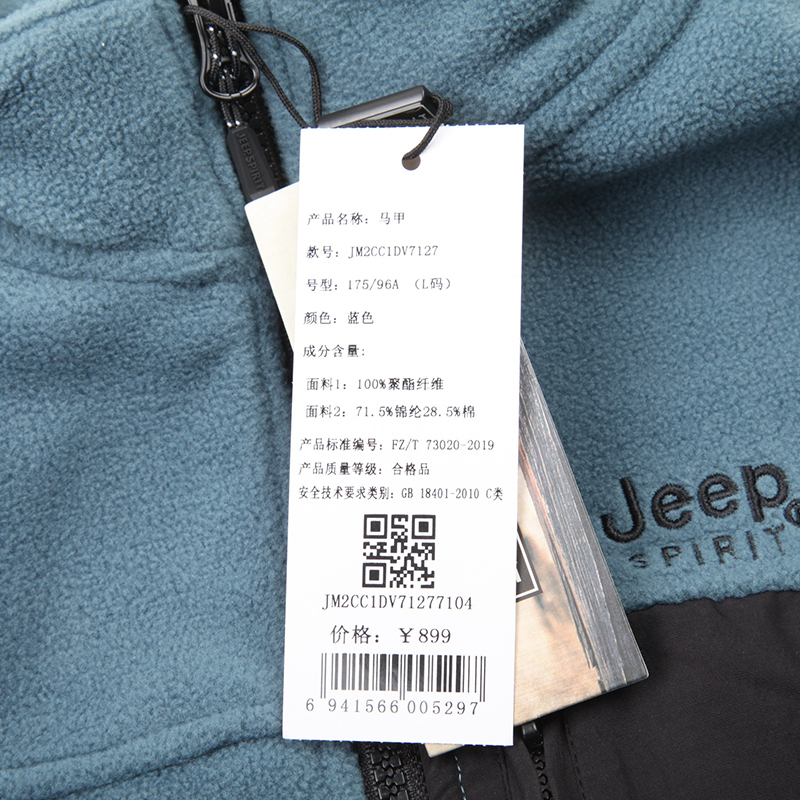 JEEPSPIRIT
产品名称: 马甲
款号: JM2CC1DV7127
号型: 175/96A (L码)
颜色: 蓝色
成分含量:
面料1: 100%聚酯纤维
面料2: 71.5%锦纶28.5%棉
产品标准编号: FZ/T 73020-2019
产品质量等级: 合格品
安全技术要求类别: GB 18401-2010 C类
JM2CC1DV71277104
价格: ¥899
6 941566 005297
Jeep
SPIRIT